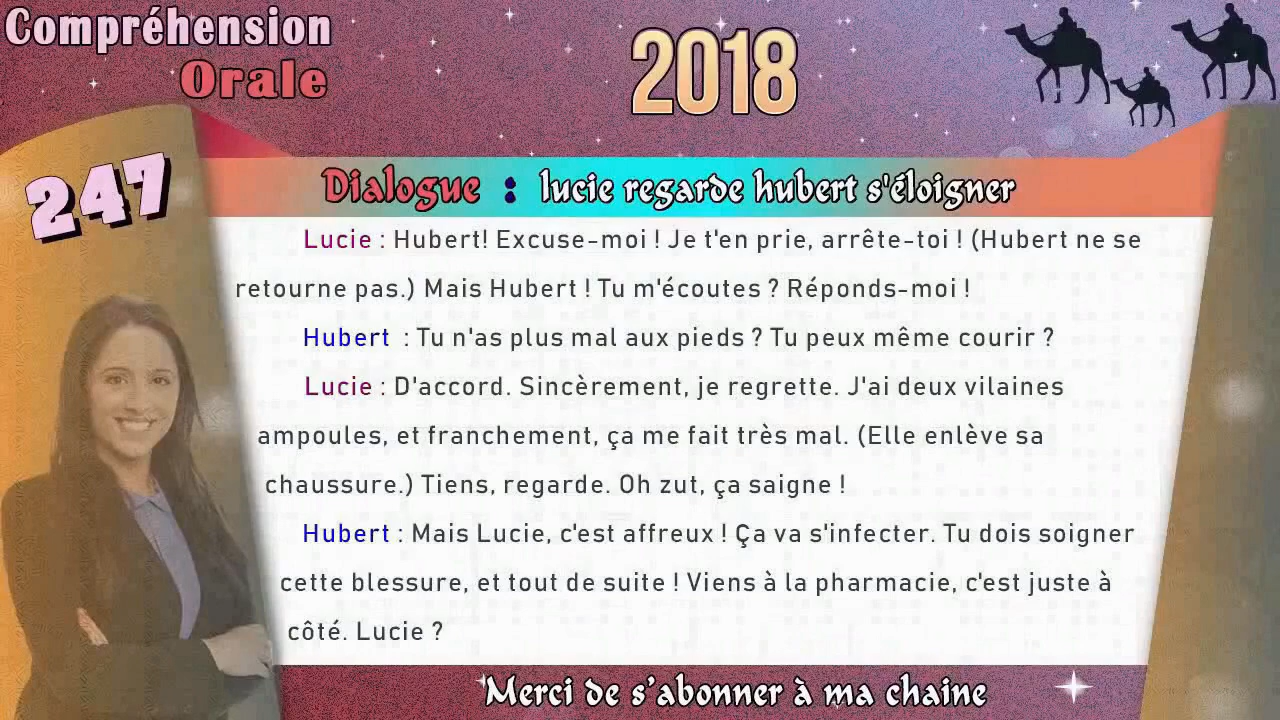 Compréhension
Orale
2018
247
Dialogue : lucie regarde hubert s'éloigner
Lucie : Hubert! Excuse-moi ! Je t'en prie, arrête-toi ! (Hubert ne se
retourne pas.) Mais Hubert ! Tu m'écoutes ? Réponds-moi !
Hubert : Tu n'as plus mal aux pieds ? Tu peux même courir ?
Lucie : D'accord. Sincèrement, je regrette. J'ai deux vilaines
ampoules, et franchement, ça me fait très mal. (Elle enlève sa
chaussure.) Tiens, regarde. Oh zut, ça saigne !
Hubert : Mais Lucie, c'est affreux ! Ça va s'infecter. Tu dois soigner
cette blessure, et tout de suite ! Viens à la pharmacie, c'est juste à
côté. Lucie ?
Merci de s'abonner à ma chaine